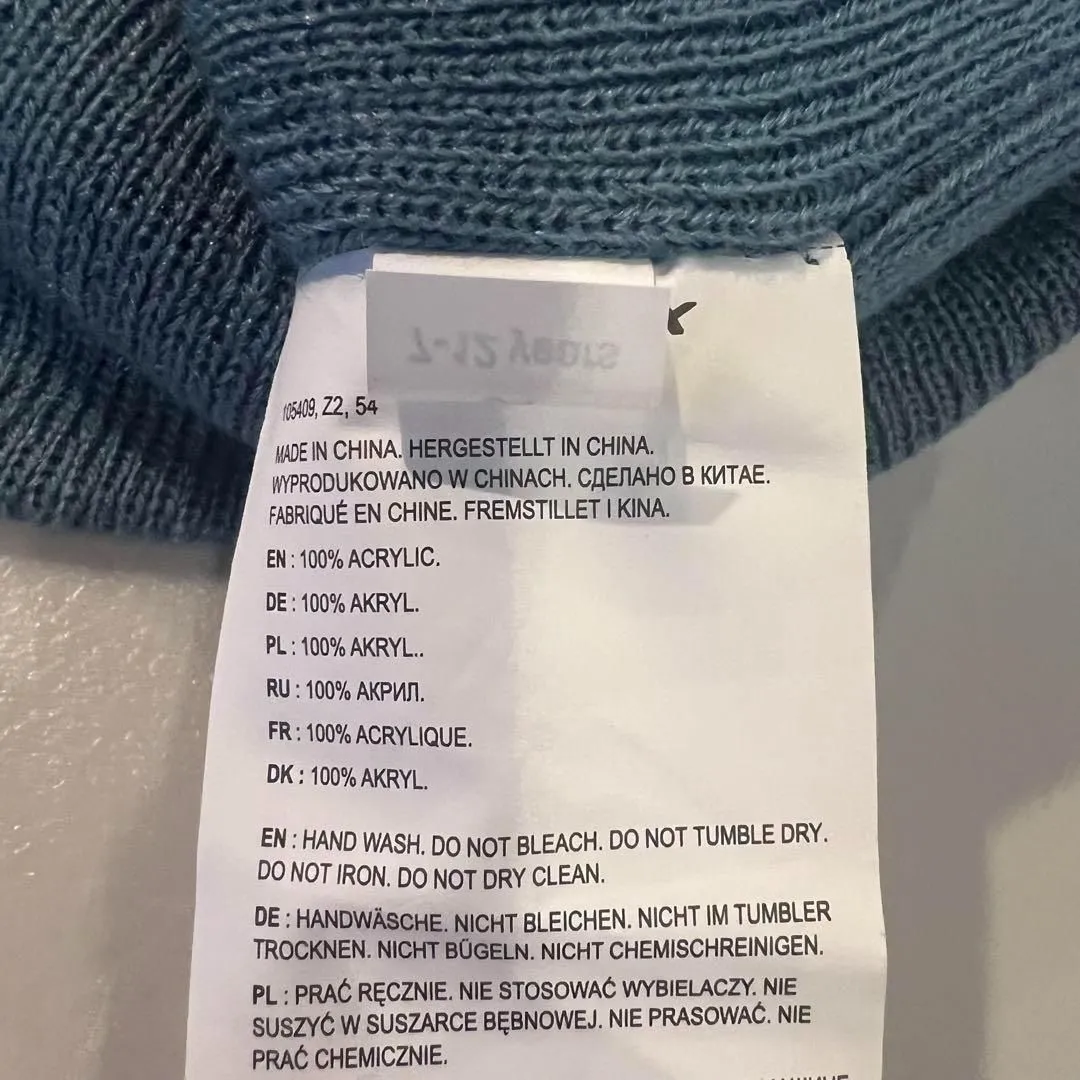 7-12 years
105409, Z2, 54
MADE IN CHINA. HERGESTELLT IN CHINA.
WYPRODUKOWANO W CHINACH. СДЕЛАНО В КИТАЕ.
FABRIQUÉ EN CHINE. FREMSTILLET I KINA.
EN : 100% ACRYLIC.
DE : 100% AKRYL.
PL : 100% AKRYL..
RU : 100% АКРИЛ.
FR : 100% ACRYLIQUE.
DK : 100% AKRYL.
EN : HAND WASH. DO NOT BLEACH. DO NOT TUMBLE DRY.
DO NOT IRON. DO NOT DRY CLEAN.
DE : HANDWÄSCHE. NICHT BLEICHEN. NICHT IM TUMBLER
TROCKNEN. NICHT BÜGELN. NICHT CHEMISCHREINIGEN.
PL : PRAĆ RĘCZNIE. NIE STOSOWAĆ WYBIELACZY. NIE
SUSZYĆ W SUSZARCE BĘBNOWEJ. NIE PRASOWAĆ. NIE
PRAĆ CHEMICZNIE.